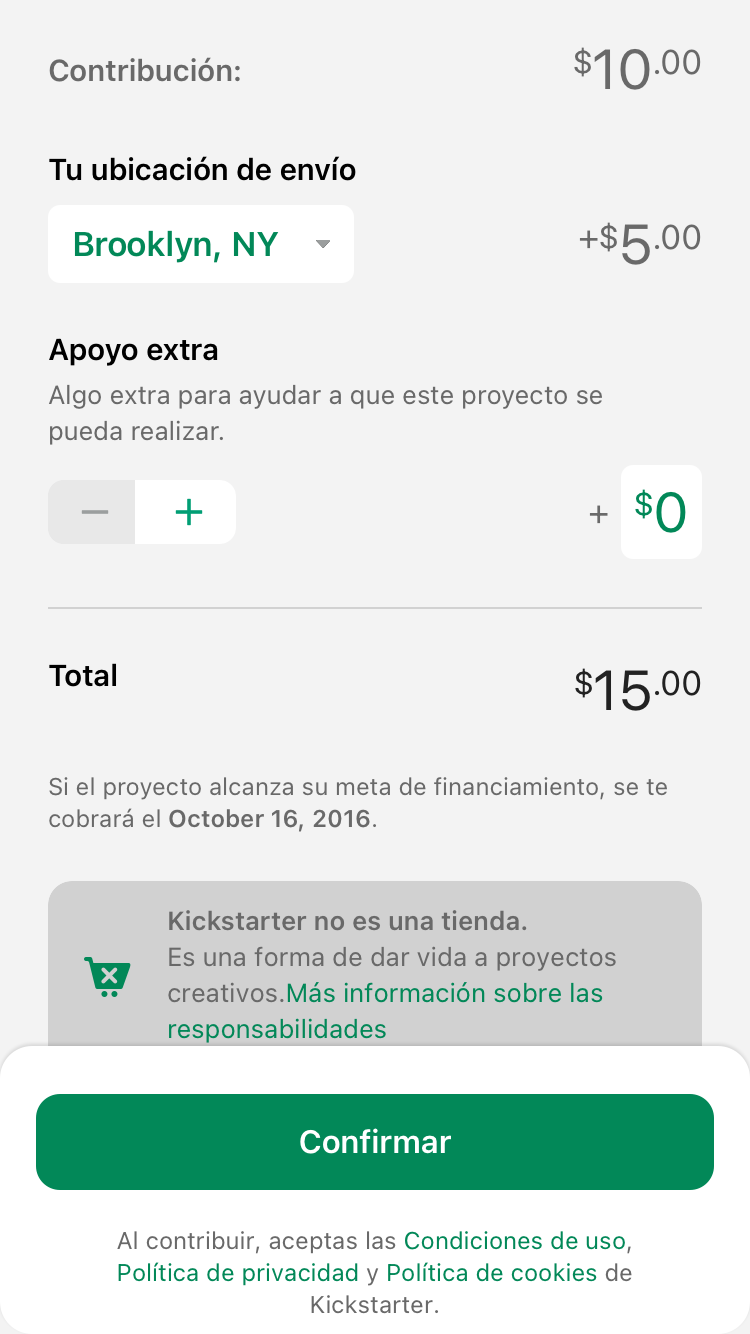 Contribución: $10.00
Tu ubicación de envío
Brooklyn, NY +$5.00
Apoyo extra
Algo extra para ayudar a que este proyecto se
pueda realizar.
− + + $0
Total $15.00
Si el proyecto alcanza su meta de financiamiento, se te
cobrará el October 16, 2016.
Kickstarter no es una tienda.
Es una forma de dar vida a proyectos
creativos.Más información sobre las
responsabilidades
Confirmar
Al contribuir, aceptas las Condiciones de uso,
Política de privacidad y Política de cookies de
Kickstarter.